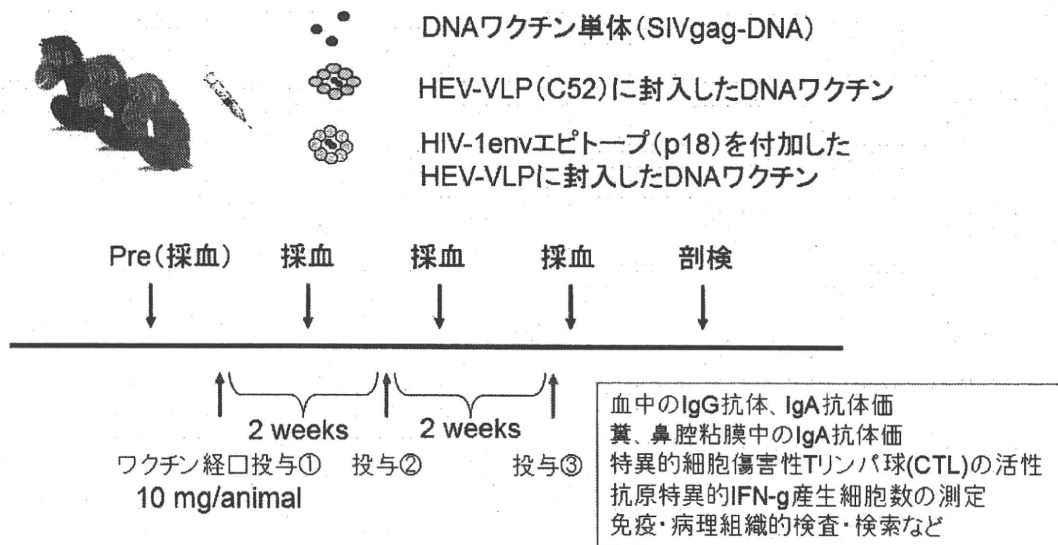 DNAワクチン単体(SIVgag-DNA)
HEV-VLP(C52)に封入したDNAワクチン
HIV-1envエピトープ(p18)を付加した
HEV-VLPに封入したDNAワクチン
Pre(採血) 採血 採血 採血 剖検
2 weeks 2 weeks
ワクチン経口投与① 投与② 投与③
10 mg/animal
血中のIgG抗体、IgA抗体価
糞、鼻腔粘膜中のIgA抗体価
特異的細胞傷害性Tリンパ球(CTL)の活性
抗原特異的IFN-g産生細胞数の測定
免疫・病理組織的検査・検索など